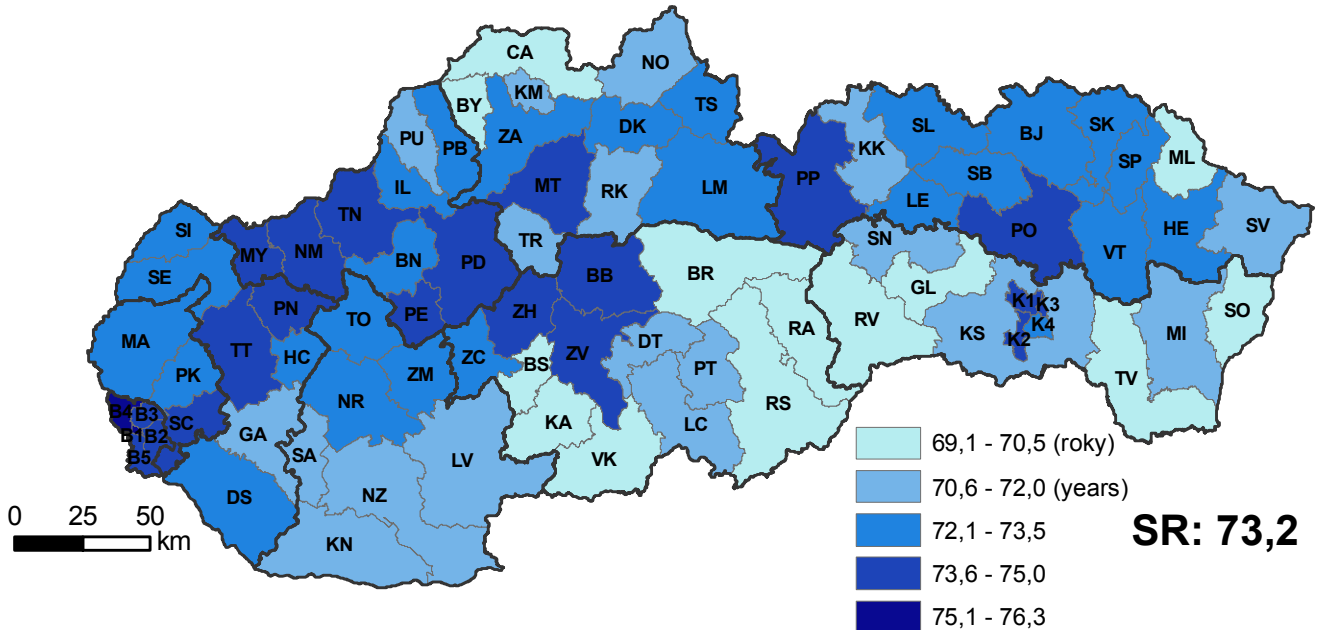 CA
NO
BY
KM
TS
PU
PB
ZA
DK
SL
BJ
SK
KK
SP
ML
IL
MT
RK
LM
PP
SB
LE
TN
SI
MY
NM
TR
SN
PO
HE
SV
VT
BN
PD
SE
BB
BR
GL
PN
PE
ZH
K1
K3
SO
TO
RA
RV
KS
K4
K2
MA
TT
HC
ZC
BS
ZV
DT
MI
PK
ZM
PT
TV
NR
RS
B4
B3
SC
KA
LC
B1
B2
GA
B5
SA
LV
VK
DS
NZ
KN
0 25 50
km
69,1 - 70,5 (roky)
70,6 - 72,0 (years)
72,1 - 73,5
73,6 - 75,0
75,1 - 76,3
SR: 73,2